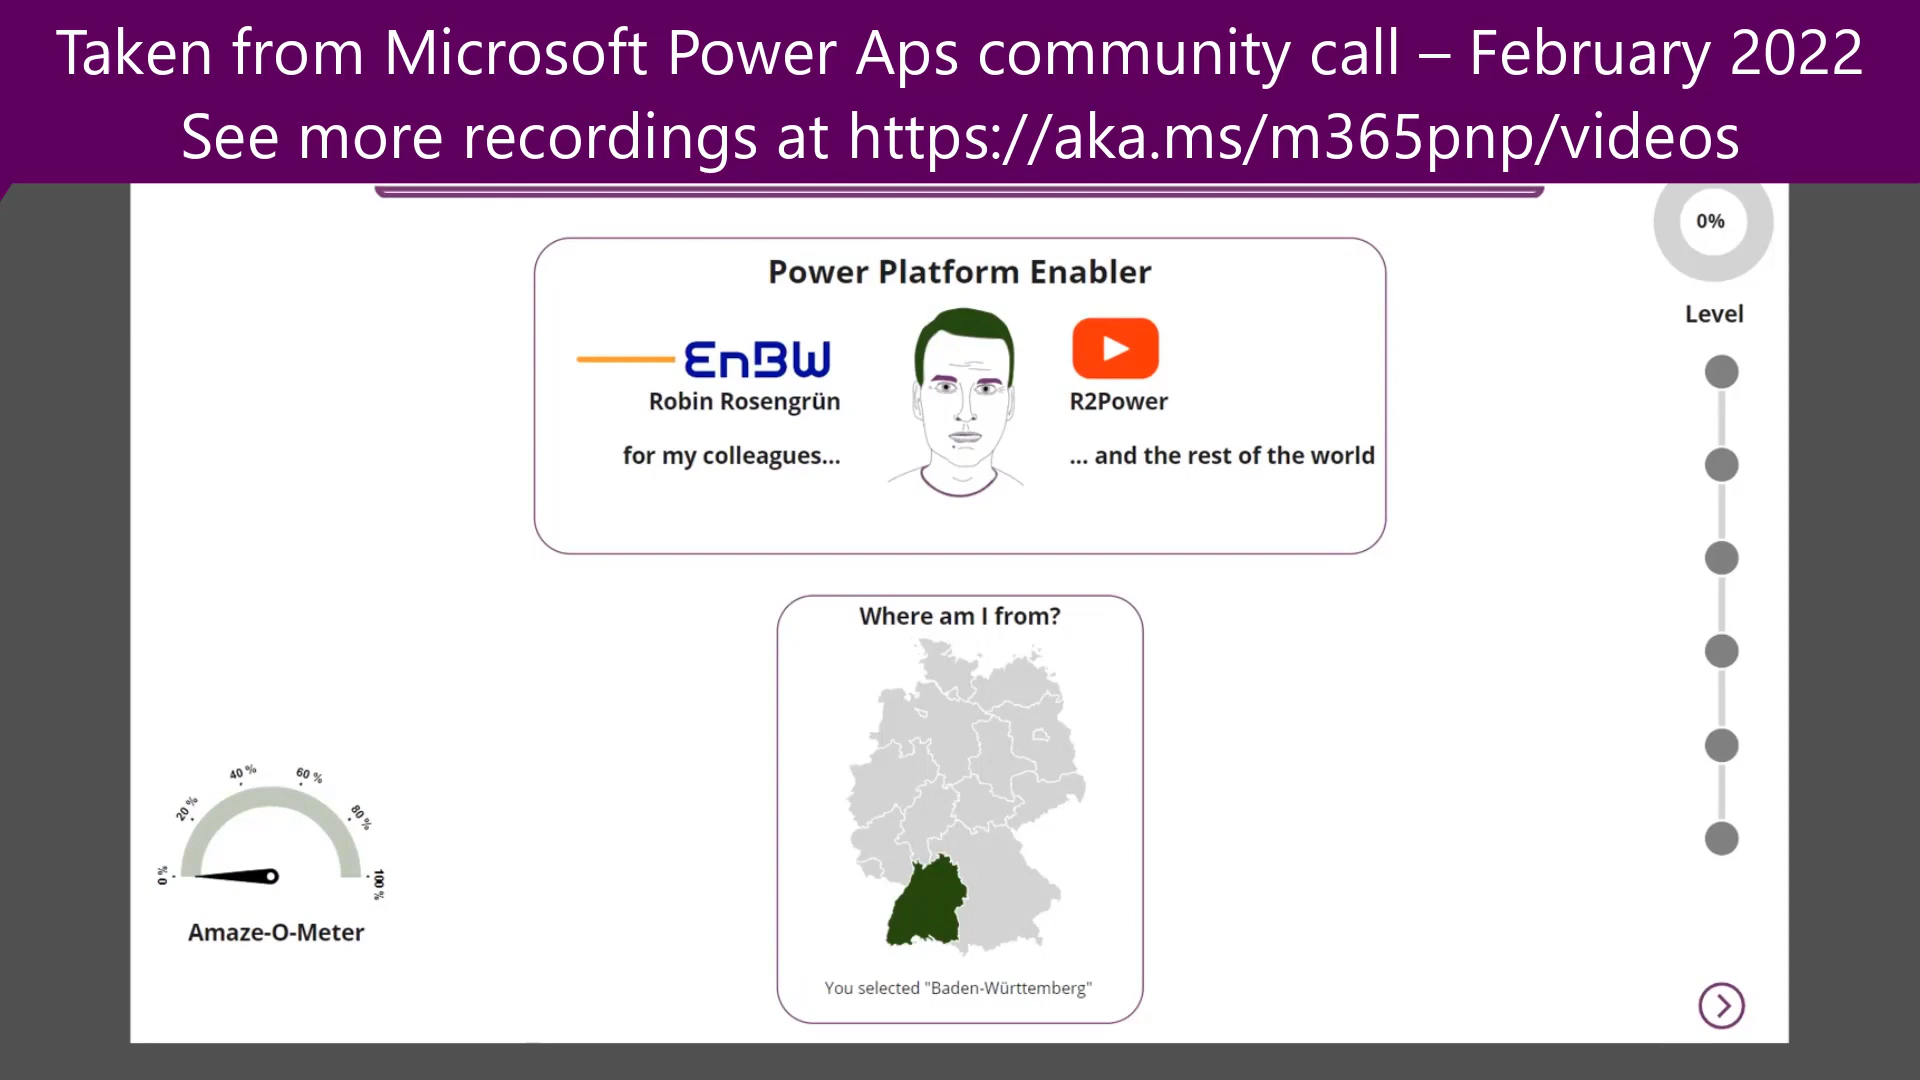 Taken from Microsoft Power Aps community call – February 2022
See more recordings at https://aka.ms/m365pnp/videos
0%
Level
Power Platform Enabler
EnBW
Robin Rosengrün
for my colleagues...
R2Power
... and the rest of the world
Where am I from?
You selected "Baden-Württemberg"
0 %
20 %
40 %
60 %
80 %
100 %
Amaze-O-Meter